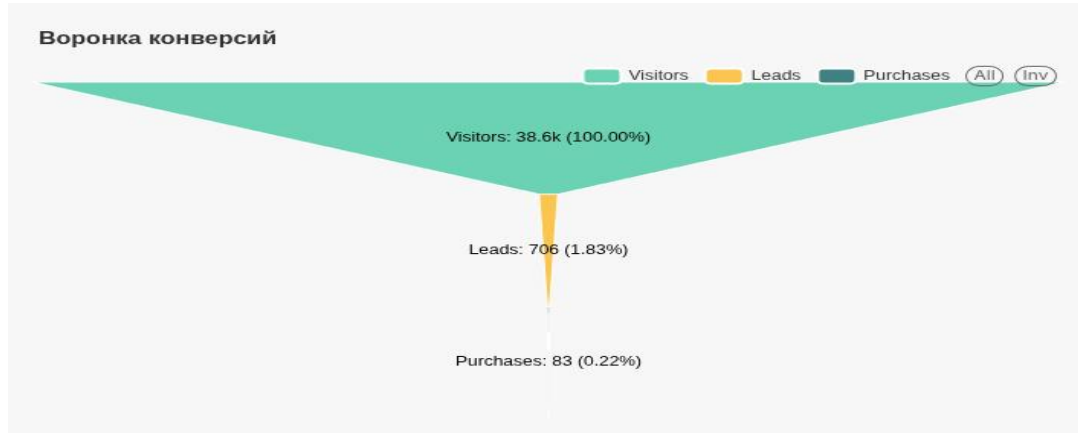 Воронка конверсий
Visitors Leads Purchases All Inv
Visitors: 38.6k (100.00%)
Leads: 706 (1.83%)
Purchases: 83 (0.22%)